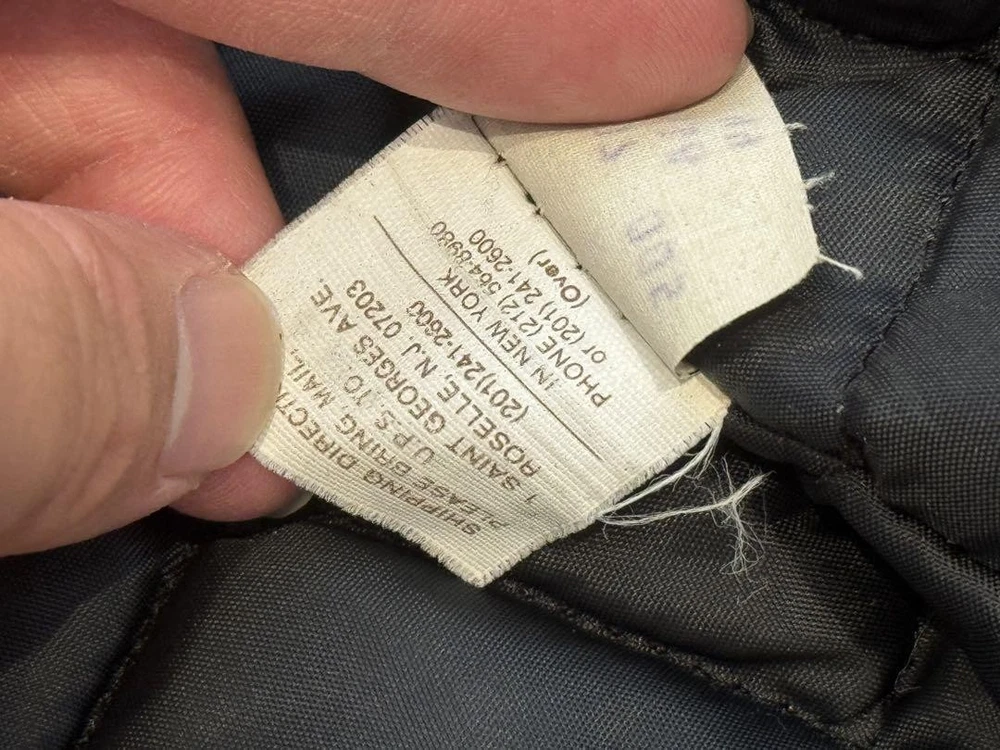 SHIPPING DIRECTI
PLEASE BRING MAIL,
U.P.S. TO
1 SAINT GEORGES AVE.
ROSELLE, N.J. 07203
(201)241-2600
IN NEW YORK
PHONE (212) 564-8980
or (201) 241-2600
(Over)